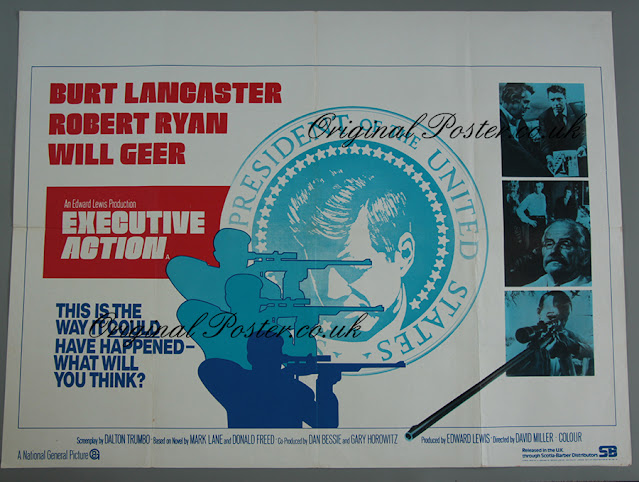 BURT LANCASTER
ROBERT RYAN
WILL GEER
Original Poster.co.uk
PRESIDENT OF THE UNITED STATES
An Edward Lewis Production
EXECUTIVE
ACTION
A
THIS IS THE
WAY IT COULD
HAVE HAPPENED–
WHAT WILL
YOU THINK?
Original Poster.co.uk
Screenplay by DALTON TRUMBO · Based on Novel by MARK LANE and DONALD FREED · Co-Produced by DAN BESSIE and GARY HOROWITZ Produced by EDWARD LEWIS · Directed by DAVID MILLER · COLOUR
A National General Picture
Released in the U.K.
through Scotia-Barber Distributors
SB